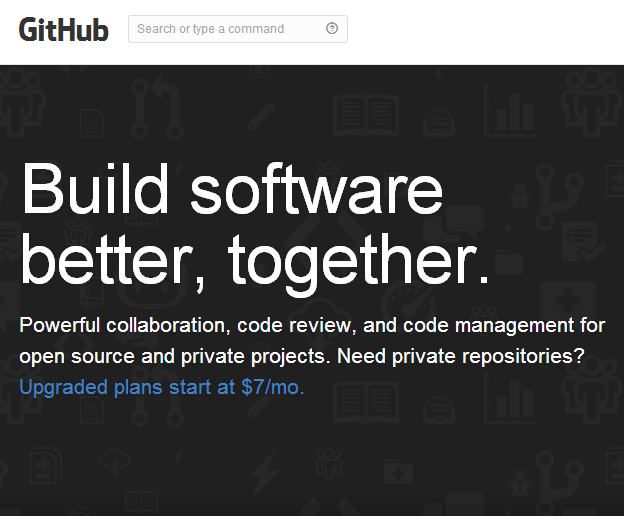 GitHub
Search or type a command
Build software
better, together.
Powerful collaboration, code review, and code management for
open source and private projects. Need private repositories?
Upgraded plans start at $7/mo.